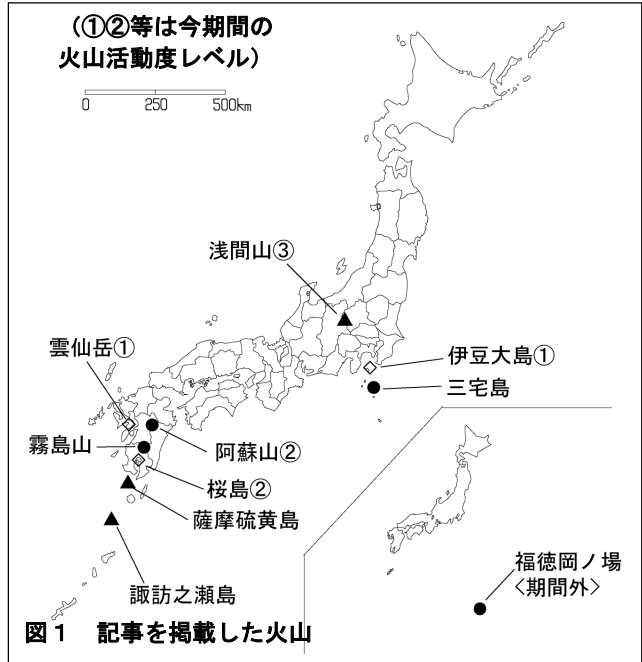 （①②等は今期間の
火山活動度レベル）
0 250 500km
浅間山③
雲仙岳①
伊豆大島①
三宅島
霧島山
阿蘇山②
桜島②
薩摩硫黄島
諏訪之瀬島
福徳岡ノ場
<期間外>
図１　記事を掲載した火山